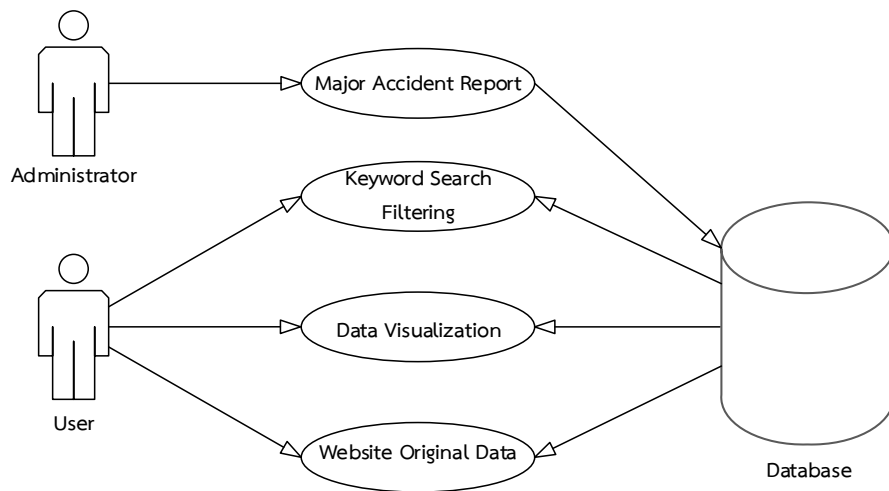 Major Accident Report
Administrator
Keyword Search
Filtering
Data Visualization
User
Website Original Data
Database